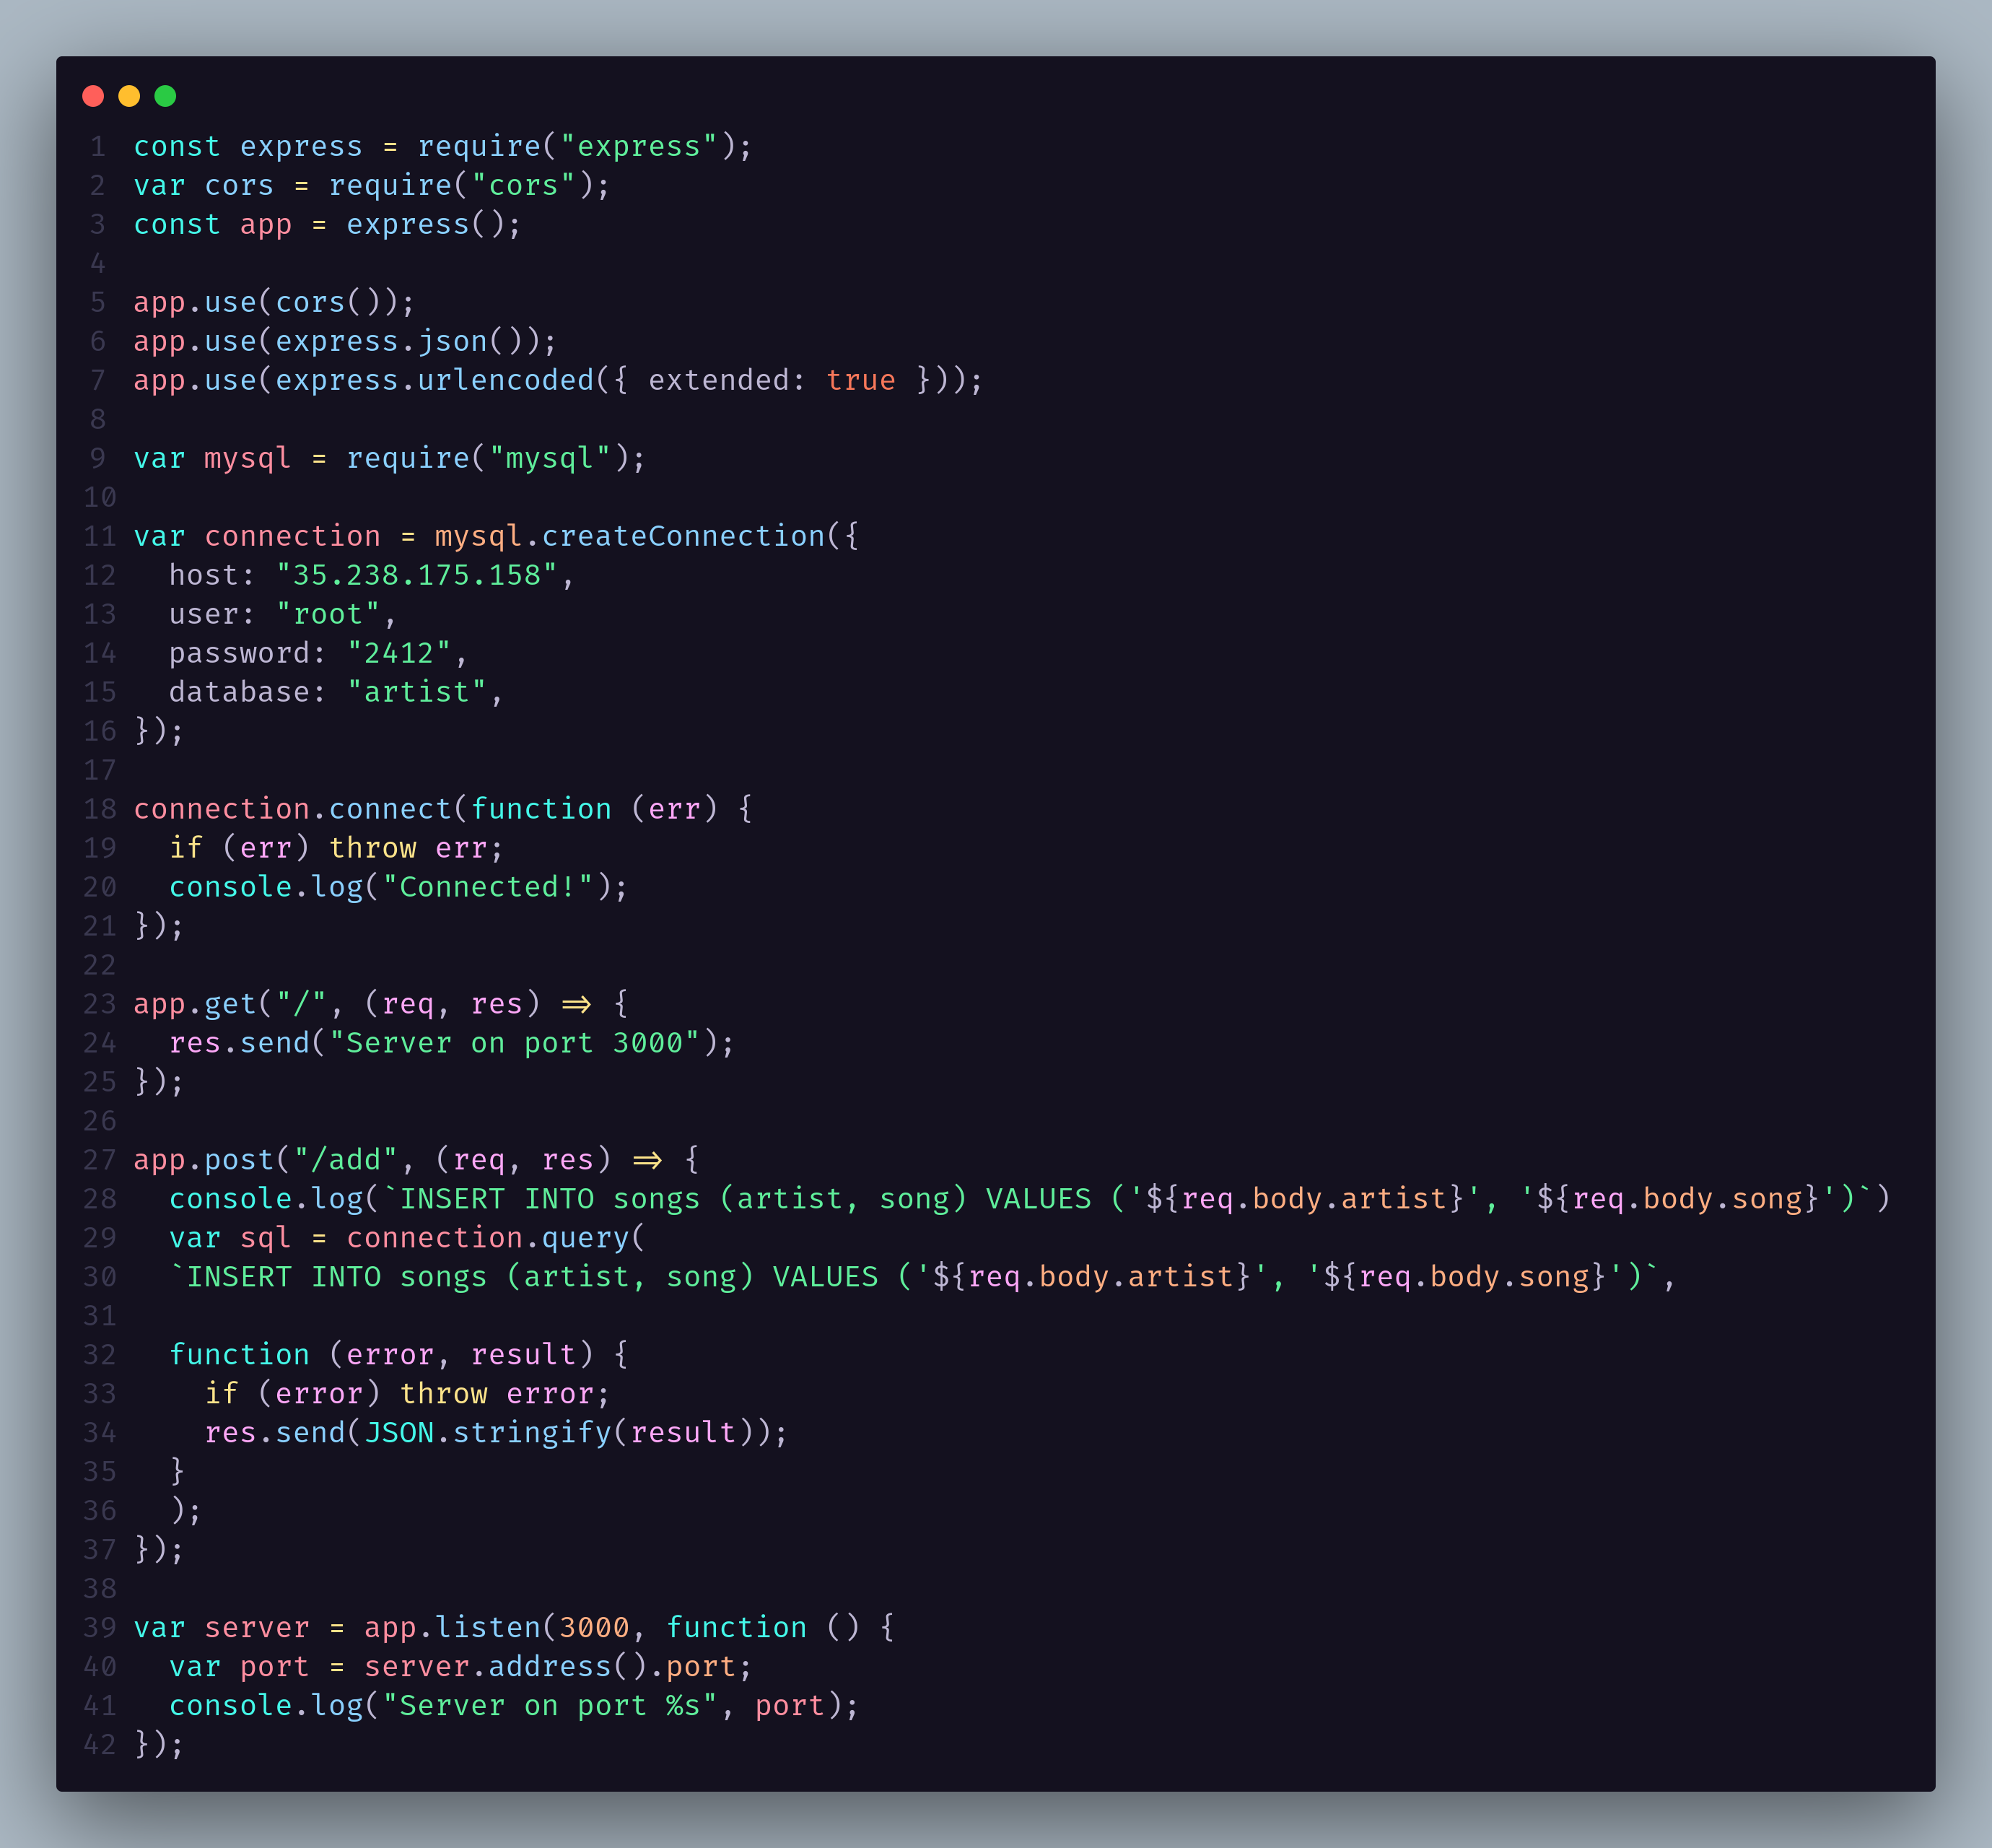 1 const express = require("express");
2 var cors = require("cors");
3 const app = express();
4
5 app.use(cors());
6 app.use(express.json());
7 app.use(express.urlencoded({ extended: true }));
8
9 var mysql = require("mysql");
10
11 var connection = mysql.createConnection({
12   host: "35.238.175.158",
13   user: "root",
14   password: "2412",
15   database: "artist",
16 });
17
18 connection.connect(function (err) {
19   if (err) throw err;
20   console.log("Connected!");
21 });
22
23 app.get("/", (req, res) => {
24   res.send("Server on port 3000");
25 });
26
27 app.post("/add", (req, res) => {
28   console.log(`INSERT INTO songs (artist, song) VALUES ('${req.body.artist}', '${req.body.song}')`)
29   var sql = connection.query(
30   `INSERT INTO songs (artist, song) VALUES ('${req.body.artist}', '${req.body.song}')`,
31
32   function (error, result) {
33     if (error) throw error;
34     res.send(JSON.stringify(result));
35   }
36   );
37 });
38
39 var server = app.listen(3000, function () {
40   var port = server.address().port;
41   console.log("Server on port %s", port);
42 });